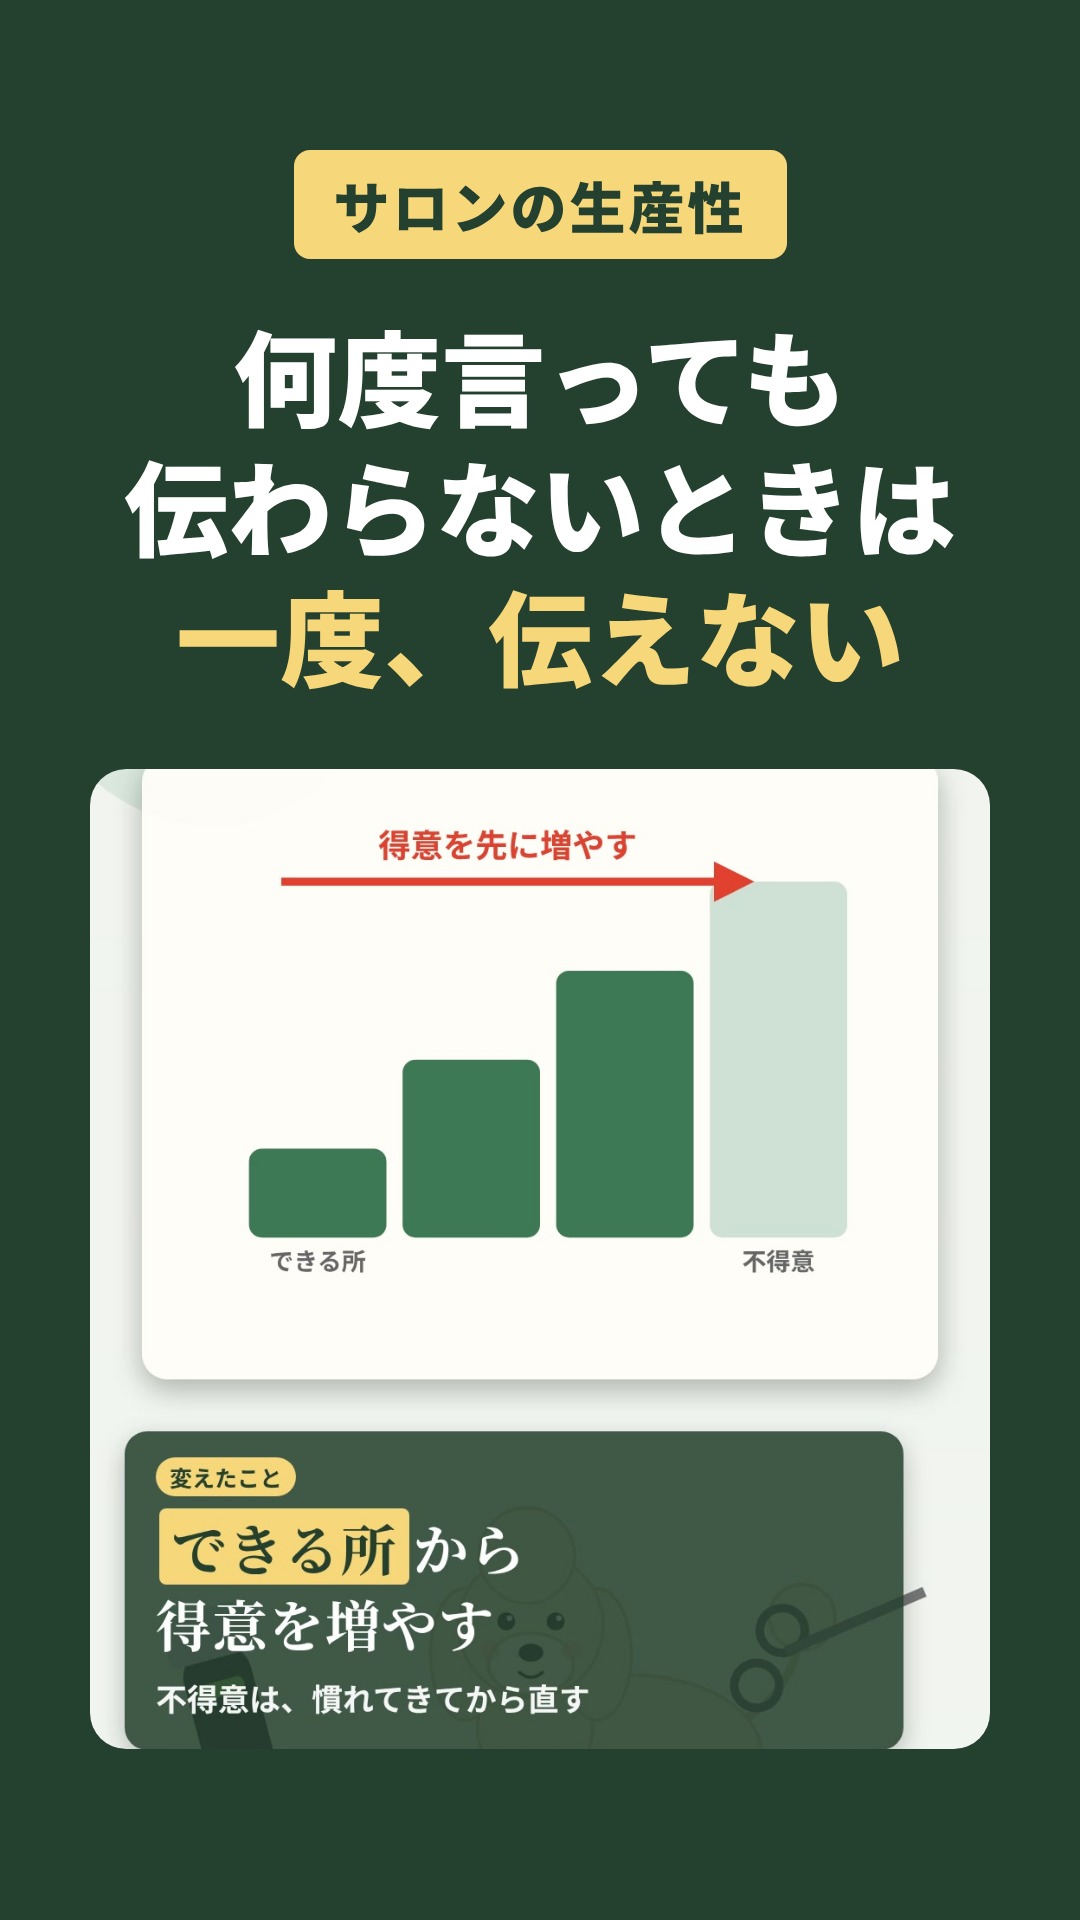 サロンの生産性
何度言っても
伝わらないときは
一度、伝えない
得意を先に増やす
できる所
不得意
変えたこと
できる所から
得意を増やす
不得意は、慣れてきてから直す